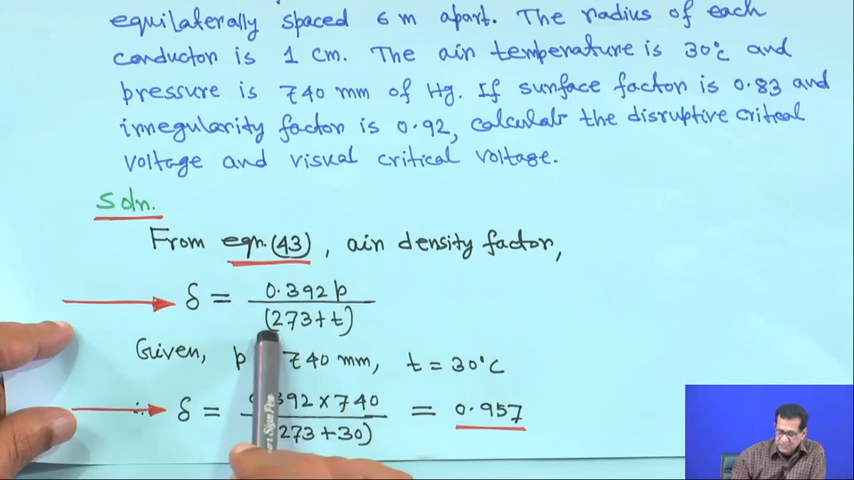 equilaterally spaced 6 m apart. The radius of each
conductor is 1 cm. The air temperature is 30°c and
pressure is 740 mm of Hg. If surface factor is 0.83 and
irregularity factor is 0.92, calculate the disruptive critical
voltage and visual critical voltage.
Soln.
From eqn.(43), air density factor,
δ = 0.392p / (273+t)
Given, p 740 mm, t = 30°C
∴ δ = 392×740 / 273+30) = 0.957